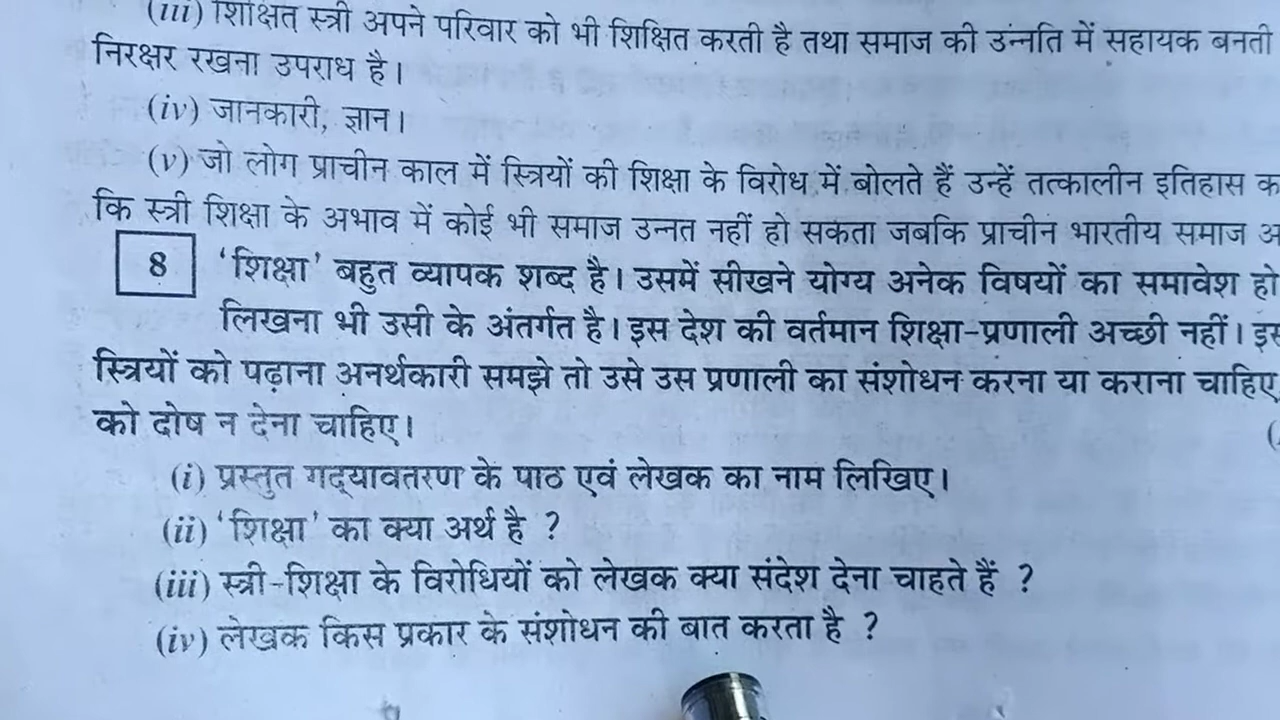 (iii) शिक्षित स्त्री अपने परिवार को भी शिक्षित करती है तथा समाज की उन्नति में सहायक बनती
निरक्षर रखना उपराध है।
(iv) जानकारी, ज्ञान।
(v) जो लोग प्राचीन काल में स्त्रियों की शिक्षा के विरोध में बोलते हैं उन्हें तत्कालीन इतिहास
कि स्त्री शिक्षा के अभाव में कोई भी समाज उन्नत नहीं हो सकता जबकि प्राचीन भारतीय समाज
8 'शिक्षा' बहुत व्यापक शब्द है। उसमें सीखने योग्य अनेक विषयों का समावेश हो
लिखना भी उसी के अंतर्गत है। इस देश की वर्तमान शिक्षा-प्रणाली अच्छी नहीं।
स्त्रियों को पढ़ाना अनर्थकारी समझे तो उसे उस प्रणाली का संशोधन करना या कराना चाहिए
को दोष न देना चाहिए।
(i) प्रस्तुत गद्यावतरण के पाठ एवं लेखक का नाम लिखिए।
(ii) 'शिक्षा' का क्या अर्थ है ?
(iii) स्त्री-शिक्षा के विरोधियों को लेखक क्या संदेश देना चाहते हैं ?
(iv) लेखक किस प्रकार के संशोधन की बात करता है ?